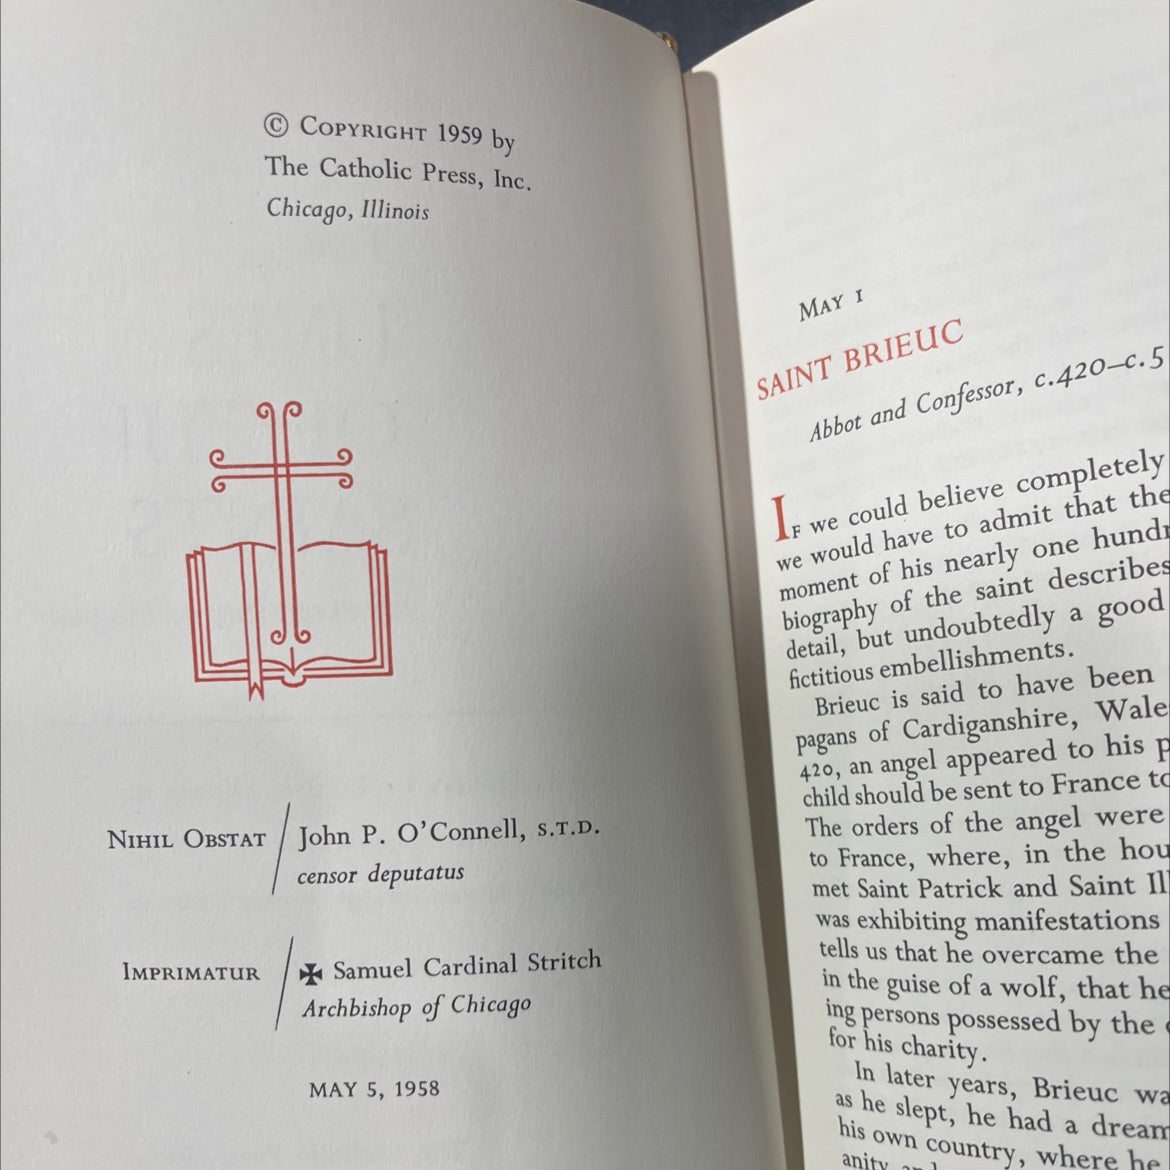 © COPYRIGHT 1959 by
The Catholic Press, Inc.
Chicago, Illinois
NIHIL OBSTAT / John P. O'Connell, S.T.D.
censor deputatus
IMPRIMATUR / ✠ Samuel Cardinal Stritch
Archbishop of Chicago
MAY 5, 1958
MAY 1
SAINT BRIEUC
Abbot and Confessor, c.420–c.5
IF we could believe completely
we would have to admit that the
moment of his nearly one hundr
biography of the saint describes
detail, but undoubtedly a good
fictitious embellishments.
Brieuc is said to have been
pagans of Cardiganshire, Wale
420, an angel appeared to his p
child should be sent to France to
The orders of the angel were
to France, where, in the hou
met Saint Patrick and Saint Il
was exhibiting manifestations
tells us that he overcame the
in the guise of a wolf, that he
ing persons possessed by the
for his charity.
In later years, Brieuc wa
as he slept, he had a dream
his own country, where he
anity